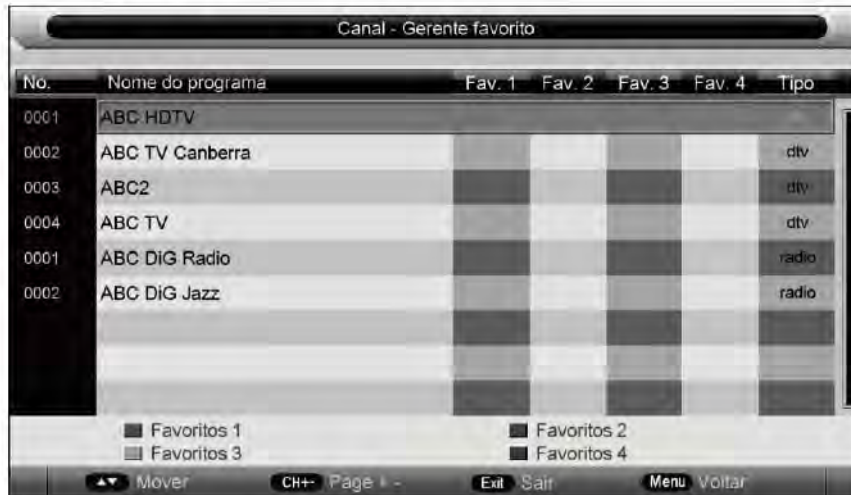 Canal - Gerente favorito
No. Nome do programa Fav. 1 Fav. 2 Fav. 3 Fav. 4 Tipo
0001 ABC HDTV
0002 ABC TV Canberra dtv
0003 ABC2 dtv
0004 ABC TV dtv
0001 ABC DiG Radio radio
0002 ABC DiG Jazz radio
Favoritos 1 Favoritos 2
Favoritos 3 Favoritos 4
Mover CH+- Page + - Exit Sair Menu Voltar